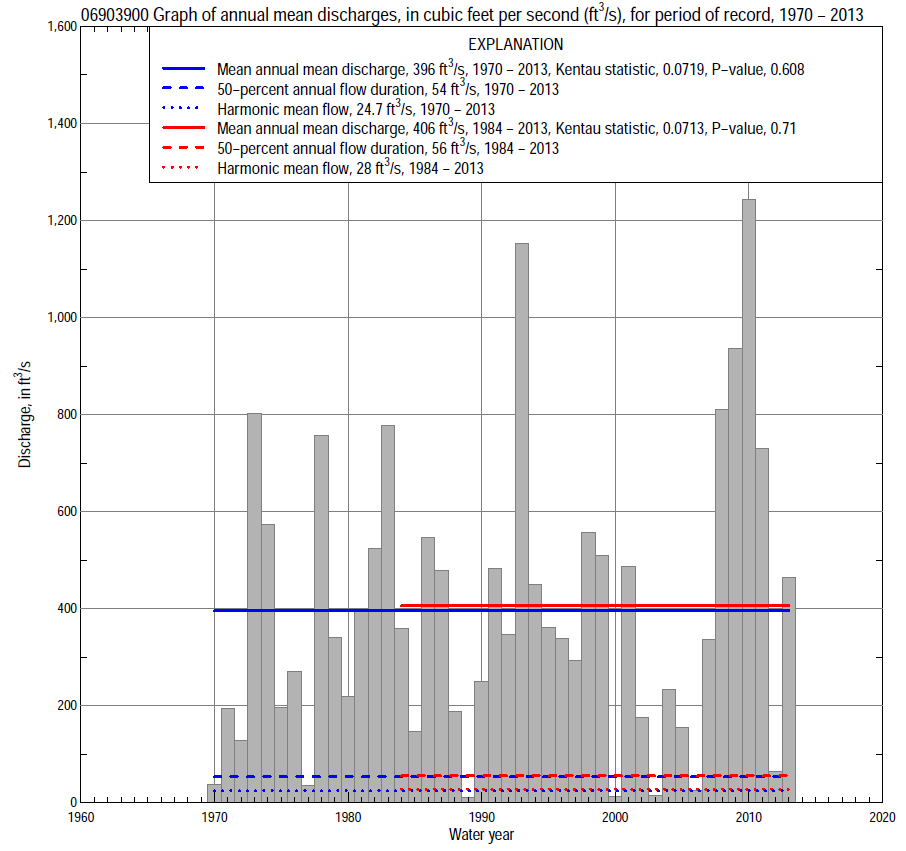 06903900 Graph of annual mean discharges, in cubic feet per second (ft³/s), for period of record, 1970 – 2013
EXPLANATION
Mean annual mean discharge, 396 ft³/s, 1970 – 2013, Kentau statistic, 0.0719, P–value, 0.608
50–percent annual flow duration, 54 ft³/s, 1970 – 2013
Harmonic mean flow, 24.7 ft³/s, 1970 – 2013
Mean annual mean discharge, 406 ft³/s, 1984 – 2013, Kentau statistic, 0.0713, P–value, 0.71
50–percent annual flow duration, 56 ft³/s, 1984 – 2013
Harmonic mean flow, 28 ft³/s, 1984 – 2013
1,600
1,400
1,200
1,000
800
600
400
200
0
Discharge, in ft³/s
1960 1970 1980 1990 2000 2010 2020
Water year